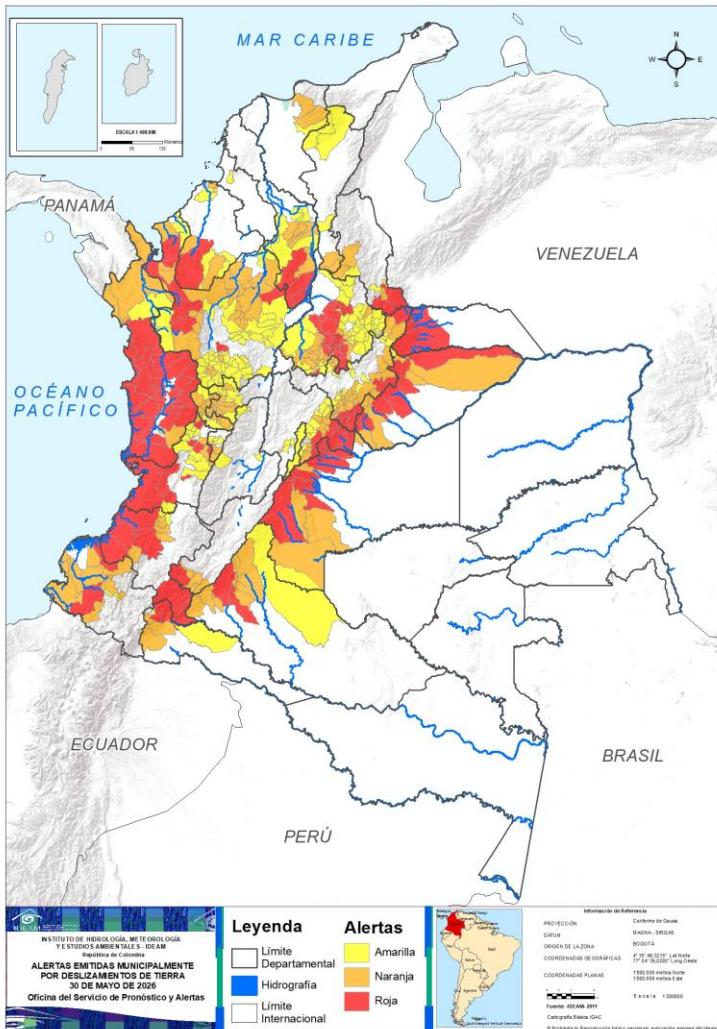 MAR CARIBE
N
W
E
S
ESCALA 1:400.000
PANAMÁ
VENEZUELA
OCÉANO
PACÍFICO
ECUADOR
BRASIL
PERÚ
IDEAM
INSTITUTO DE HIDROLOGÍA, METEOROLOGÍA
Y ESTUDIOS AMBIENTALES - IDEAM
República de Colombia
ALERTAS EMITIDAS MUNICIPALMENTE
POR DESLIZAMIENTOS DE TIERRA
30 DE MAYO DE 2026
Oficina del Servicio de Pronóstico y Alertas
Leyenda
Límite
Departamental
Hidrografía
Límite
Internacional
Alertas
Amarilla
Naranja
Roja
Información de Referencia
PROYECCIÓN Conforme de Gauss
DATUM MAGNA-SIRGAS
ORIGEN DE LA ZONA BOGOTÁ
COORDENADAS GEOGRÁFICAS
COORDENADAS PLANAS
Escala
Fuente: IDEAM 2011
Cartografía Básica IGAC